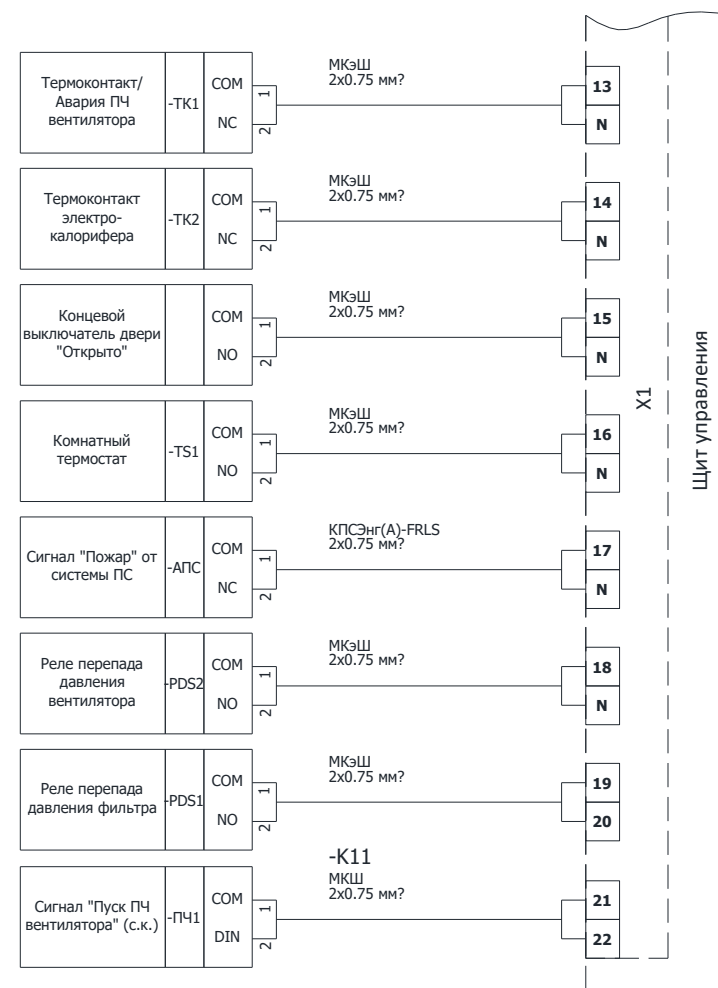 Термоконтакт/
Авария ПЧ
вентилятора
-ТК1
COM
NC
1
2
МКэШ
2x0.75 мм?
13
N
Термоконтакт
электро-
калорифера
-ТК2
COM
NC
1
2
МКэШ
2x0.75 мм?
14
N
Концевой
выключатель двери
"Открыто"
COM
NO
1
2
МКэШ
2x0.75 мм?
15
N
Комнатный
термостат
-TS1
COM
NO
1
2
МКэШ
2x0.75 мм?
16
N
Сигнал "Пожар" от
системы ПС
-АПС
COM
NC
1
2
КПСЭнг(А)-FRLS
2x0.75 мм?
17
N
Реле перепада
давления
вентилятора
-PDS2
COM
NO
1
2
МКэШ
2x0.75 мм?
18
N
Реле перепада
давления фильтра
-PDS1
COM
NO
1
2
МКэШ
2x0.75 мм?
19
20
Сигнал "Пуск ПЧ
вентилятора" (с.к.)
-ПЧ1
COM
DIN
1
2
-К11
МКШ
2x0.75 мм?
21
22
X1
Щит управления